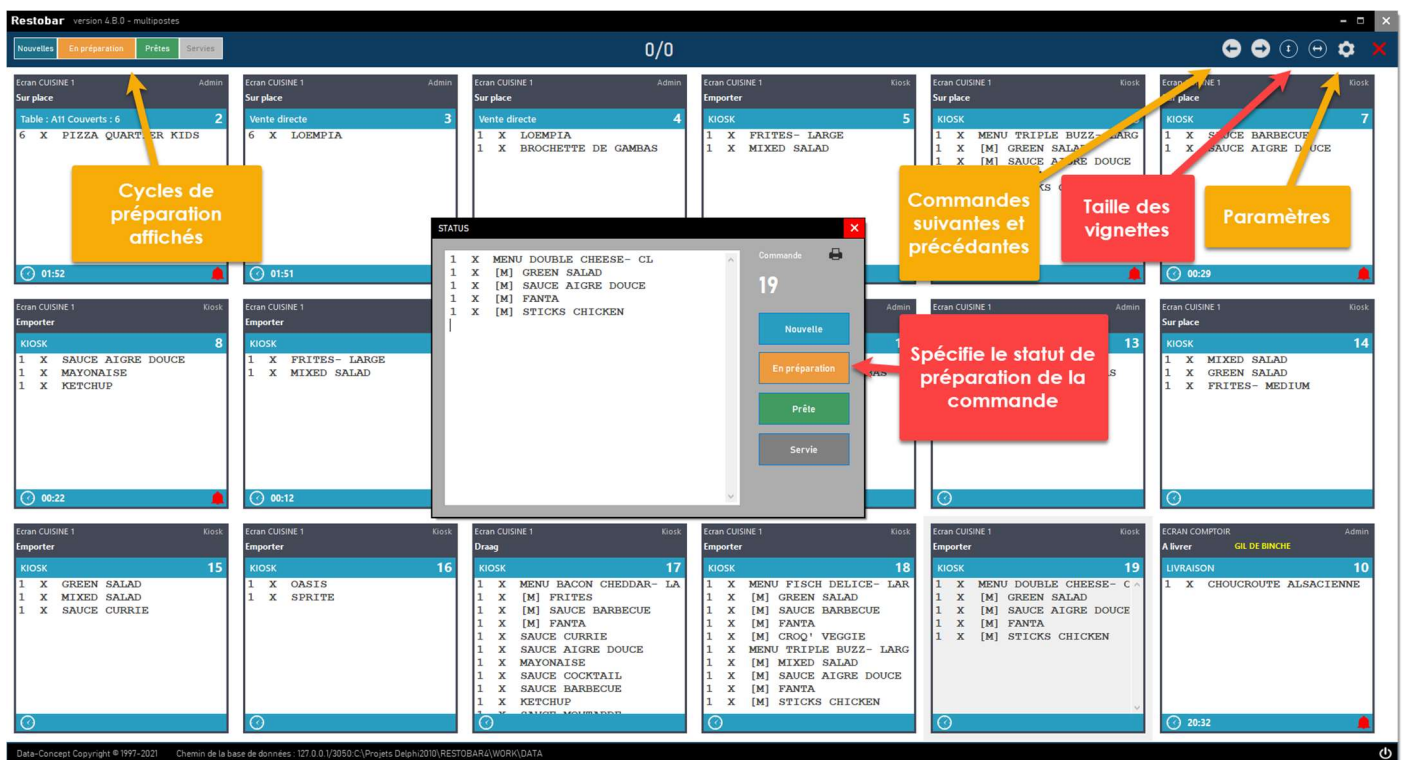 Restobar version 4.B.0 - multipostes
Nouvelles En préparation Prêtes Servies
0/0
Ecran CUISINE 1 Admin
Sur place
Table : A11 Couverts : 6 2
6 X PIZZA QUARTIER KIDS
01:52
Ecran CUISINE 1 Admin
Sur place
Vente directe 3
6 X LOEMPIA
01:51
Ecran CUISINE 1 Admin
Sur place
Vente directe 4
1 X LOEMPIA
1 X BROCHETTE DE GAMBAS
Ecran CUISINE 1 Kiosk
Emporter
KIOSK 5
1 X FRITES- LARGE
1 X MIXED SALAD
Ecran CUISINE 1 Kiosk
Sur place
KIOSK
1 X MENU TRIPLE BUZZ- LARG
1 X [M] GREEN SALAD
1 X [M] SAUCE AIGRE DOUCE
Ecran CUISINE 1 Kiosk
Sur place
KIOSK 7
1 X SAUCE BARBECUE
1 X SAUCE AIGRE DOUCE
00:29
Cycles de
préparation
affichés
Commandes
suivantes et
précédantes
Taille des
vignettes
Paramètres
STATUS
1 X MENU DOUBLE CHEESE- CL
1 X [M] GREEN SALAD
1 X [M] SAUCE AIGRE DOUCE
1 X [M] FANTA
1 X [M] STICKS CHICKEN
Commande
19
Nouvelle
En préparation
Prête
Servie
Spécifie le statut de
préparation de la
commande
Ecran CUISINE 1 Kiosk
Emporter
KIOSK 8
1 X SAUCE AIGRE DOUCE
1 X MAYONAISE
1 X KETCHUP
00:22
Ecran CUISINE 1
Emporter
KIOSK
1 X FRITES- LARGE
1 X MIXED SALAD
00:12
Admin
Ecran CUISINE 1 Admin
13
Ecran CUISINE 1 Kiosk
Sur place
KIOSK 14
1 X MIXED SALAD
1 X GREEN SALAD
1 X FRITES- MEDIUM
Ecran CUISINE 1 Kiosk
Emporter
KIOSK 15
1 X GREEN SALAD
1 X MIXED SALAD
1 X SAUCE CURRIE
Ecran CUISINE 1 Kiosk
Emporter
KIOSK 16
1 X OASIS
1 X SPRITE
Ecran CUISINE 1 Kiosk
Draag
KIOSK 17
1 X MENU BACON CHEDDAR- LA
1 X [M] FRITES
1 X [M] SAUCE BARBECUE
1 X [M] FANTA
1 X SAUCE CURRIE
1 X SAUCE AIGRE DOUCE
1 X MAYONAISE
1 X SAUCE COCKTAIL
1 X SAUCE BARBECUE
1 X KETCHUP
Ecran CUISINE 1 Kiosk
Emporter
KIOSK 18
1 X MENU FISCH DELICE- LAR
1 X [M] GREEN SALAD
1 X [M] SAUCE BARBECUE
1 X [M] FANTA
1 X [M] CROQ' VEGGIE
1 X MENU TRIPLE BUZZ- LARG
1 X [M] MIXED SALAD
1 X [M] SAUCE AIGRE DOUCE
1 X [M] FANTA
1 X [M] STICKS CHICKEN
Ecran CUISINE 1 Kiosk
Emporter
KIOSK 19
1 X MENU DOUBLE CHEESE- C
1 X [M] GREEN SALAD
1 X [M] SAUCE AIGRE DOUCE
1 X [M] FANTA
1 X [M] STICKS CHICKEN
ECRAN COMPTOIR Admin
A livrer GIL DE BINCHE
LIVRAISON 10
1 X CHOUCROUTE ALSACIENNE
20:32
Data-Concept Copyright © 1997-2021 Chemin de la base de données : 127.0.0.1/3050:C:\Projets Delphi2010\RESTOBAR4\WORK\DATA